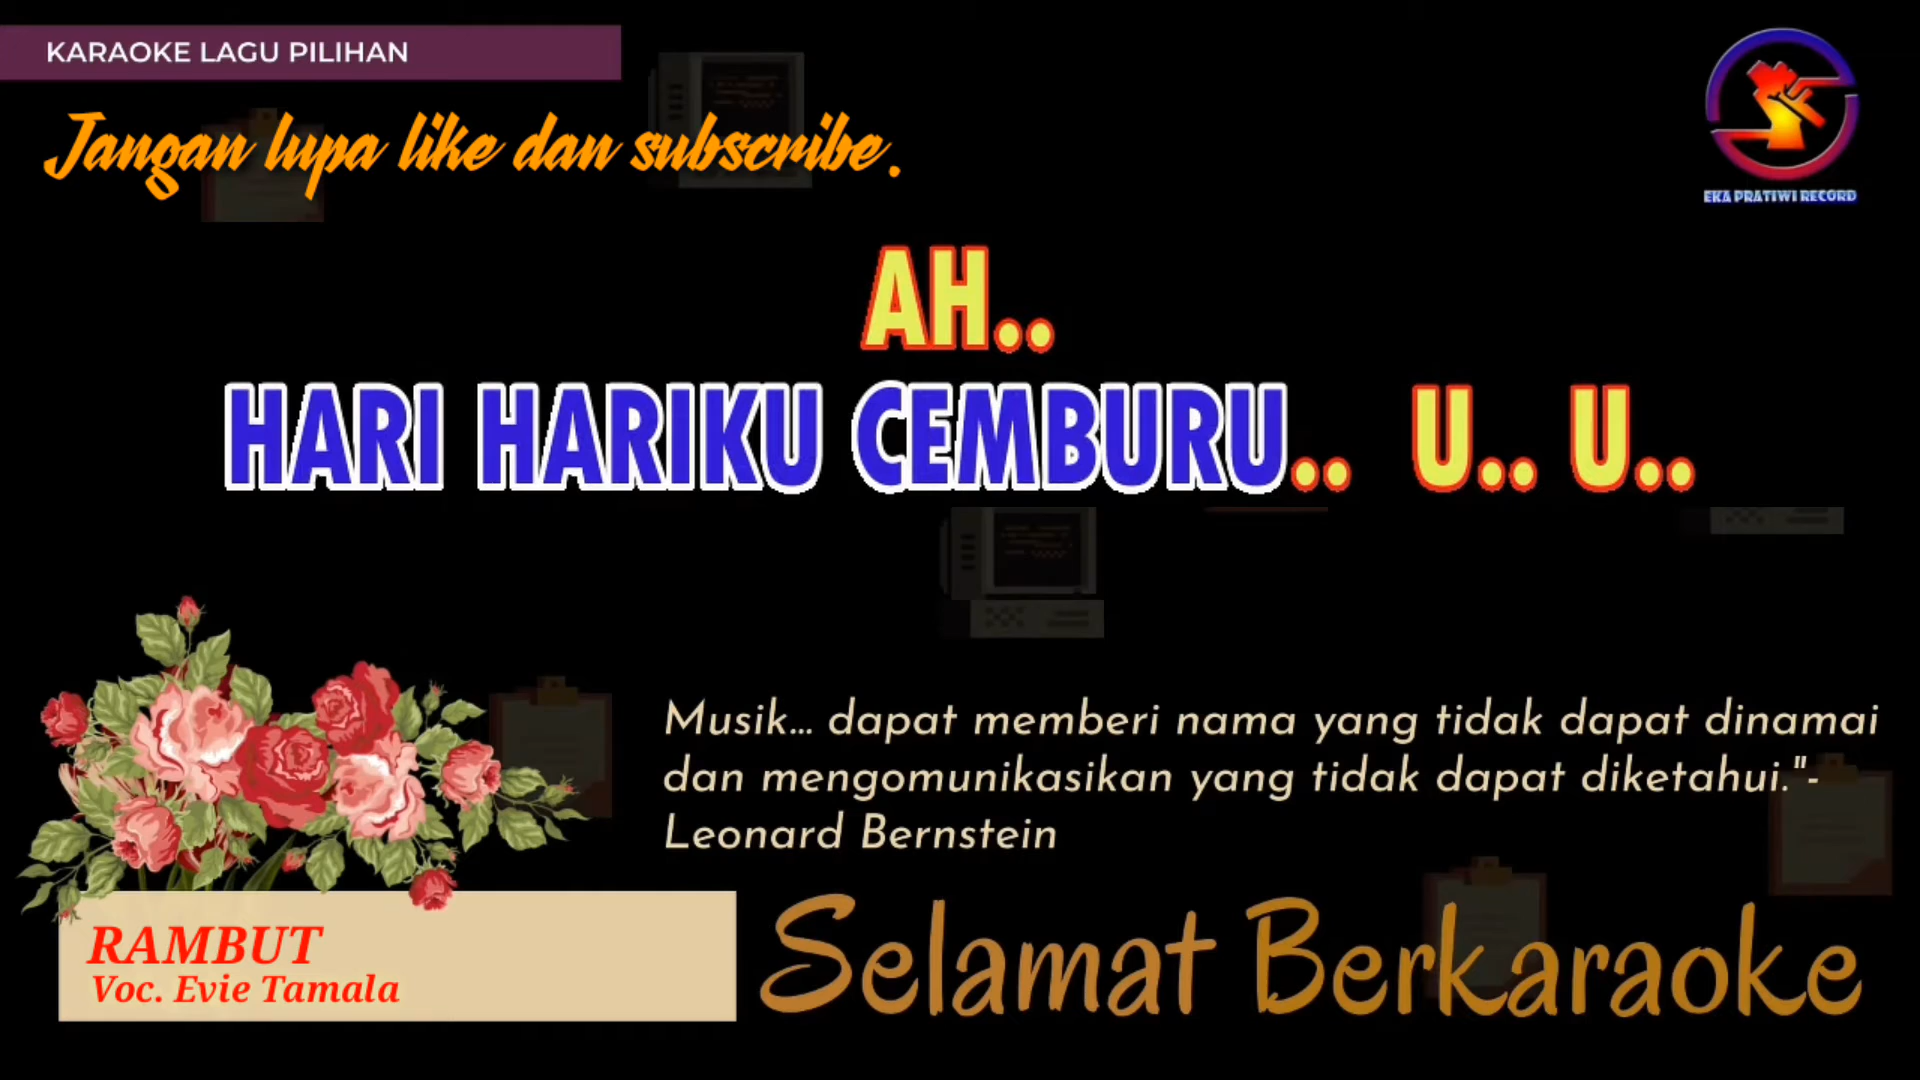 KARAOKE LAGU PILIHAN
Jangan lupa like dan subscribe.
EKA PRATIWI RECORD
AH..
HARI HARIKU CEMBURU.. U.. U..
Musik... dapat memberi nama yang tidak dapat dinamai
dan mengomunikasikan yang tidak dapat diketahui."-
Leonard Bernstein
RAMBUT
Voc. Evie Tamala
Selamat Berkaraoke